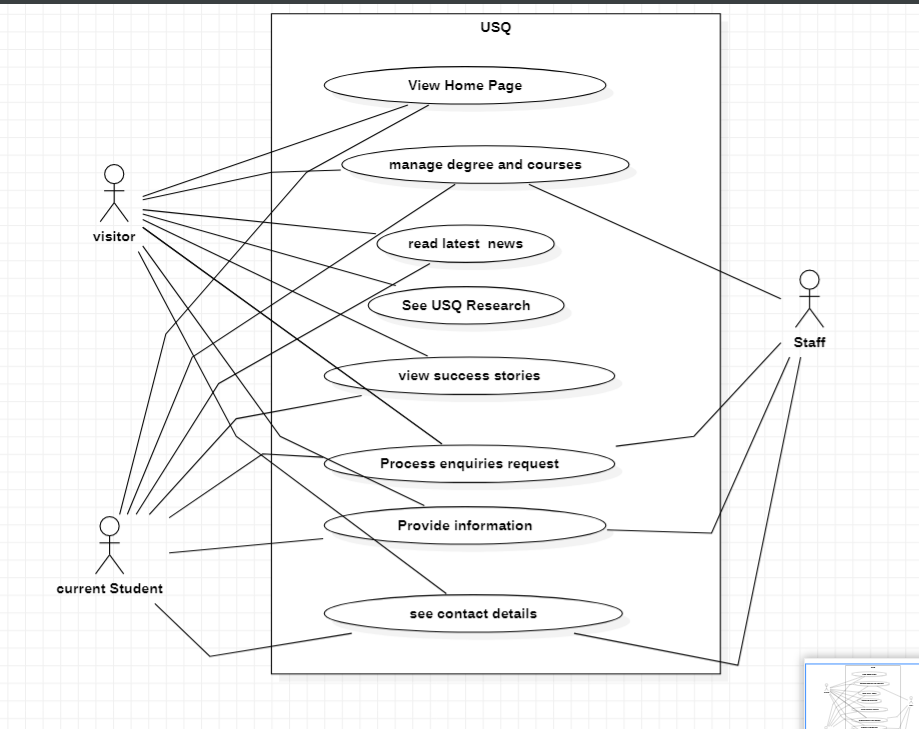 USQ
View Home Page
manage degree and courses
visitor
read latest news
See USQ Research
Staff
view success stories
Process enquiries request
Provide information
current Student
see contact details